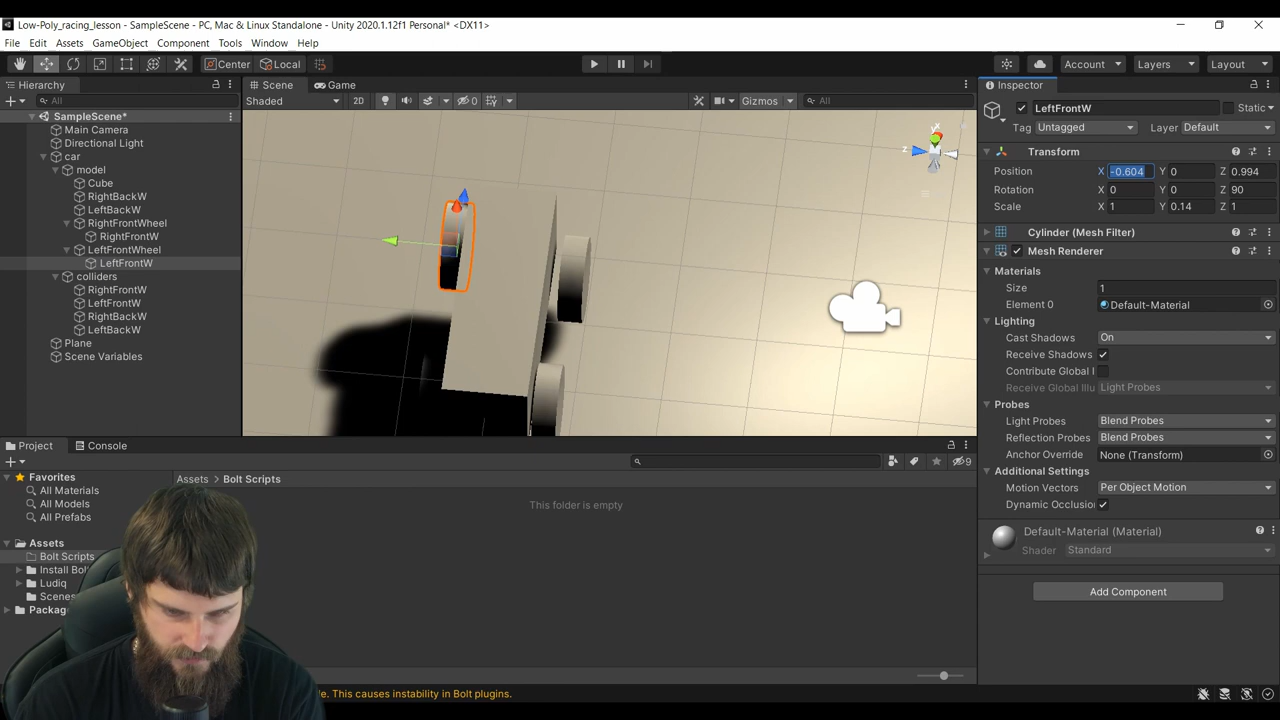 Low-Poly_racing_lesson - SampleScene - PC, Mac & Linux Standalone - Unity 2020.1.12f1 Personal* <DX11>
File Edit Assets GameObject Component Tools Window Help
Center Local Account Layers Layout
Hierarchy
All
SampleScene*
Main Camera
Directional Light
car
model
Cube
RightBackW
LeftBackW
RightFrontWheel
RightFrontW
LeftFrontWheel
LeftFrontW
colliders
RightFrontW
LeftFrontW
RightBackW
LeftBackW
Plane
Scene Variables
Scene Game
Shaded 2D 0 Gizmos All
y x
z
Inspector
LeftFrontW Static
Tag Untagged Layer Default
Transform
Position X -0.604 Y 0 Z 0.994
Rotation X 0 Y 0 Z 90
Scale X 1 Y 0.14 Z 1
Cylinder (Mesh Filter)
Mesh Renderer
Materials
Size 1
Element 0 Default-Material
Lighting
Cast Shadows On
Receive Shadows
Contribute Global I
Receive Global Illu Light Probes
Probes
Light Probes Blend Probes
Reflection Probes Blend Probes
Anchor Override None (Transform)
Additional Settings
Motion Vectors Per Object Motion
Dynamic Occlusion
Default-Material (Material)
Shader Standard
Add Component
Project Console
9
Favorites
All Materials
All Models
All Prefabs
Assets
Bolt Scripts
Install Bol
Ludiq
Scenes
Packag
Assets > Bolt Scripts
This folder is empty
le. This causes instability in Bolt plugins.